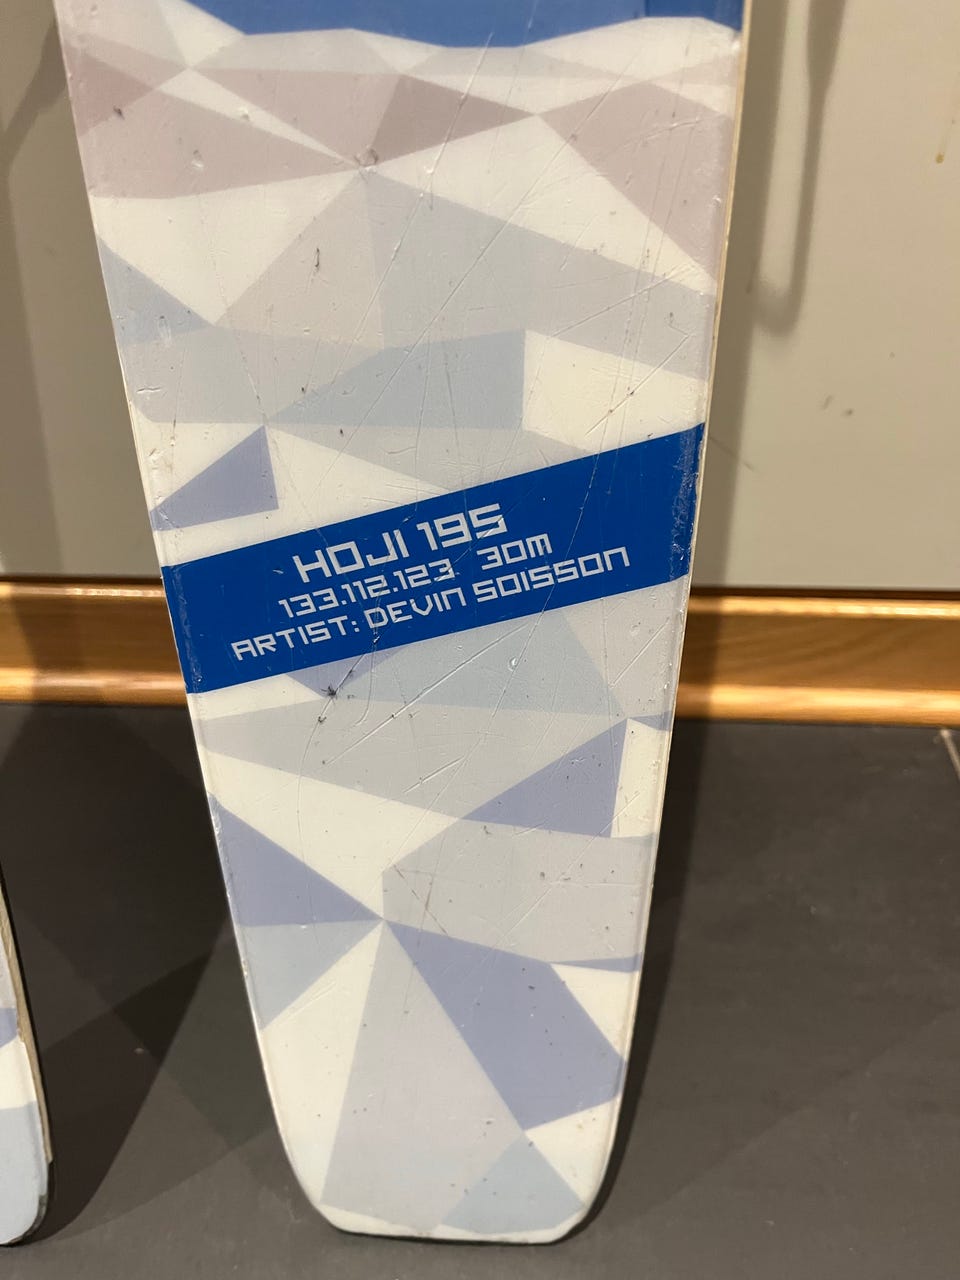 HOJI 195
133.112.123 30m
ARTIST: DEVIN SOISSON